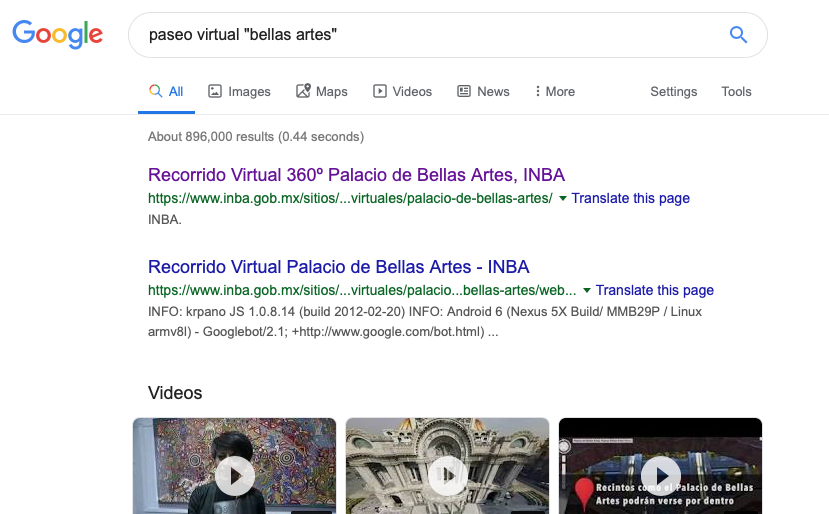 Google
paseo virtual "bellas artes"
All Images Maps Videos News More Settings Tools
About 896,000 results (0.44 seconds)
Recorrido Virtual 360º Palacio de Bellas Artes, INBA
https://www.inba.gob.mx/sitios/...virtuales/palacio-de-bellas-artes/ Translate this page
INBA.
Recorrido Virtual Palacio de Bellas Artes - INBA
https://www.inba.gob.mx/sitios/...virtuales/palacio...bellas-artes/web... Translate this page
INFO: krpano JS 1.0.8.14 (build 2012-02-20) INFO: Android 6 (Nexus 5X Build/ MMB29P / Linux
armv8l) - Googlebot/2.1; +http://www.google.com/bot.html) ...
Videos
Recintos como el Palacio de Bellas
Artes podrán verse por dentro